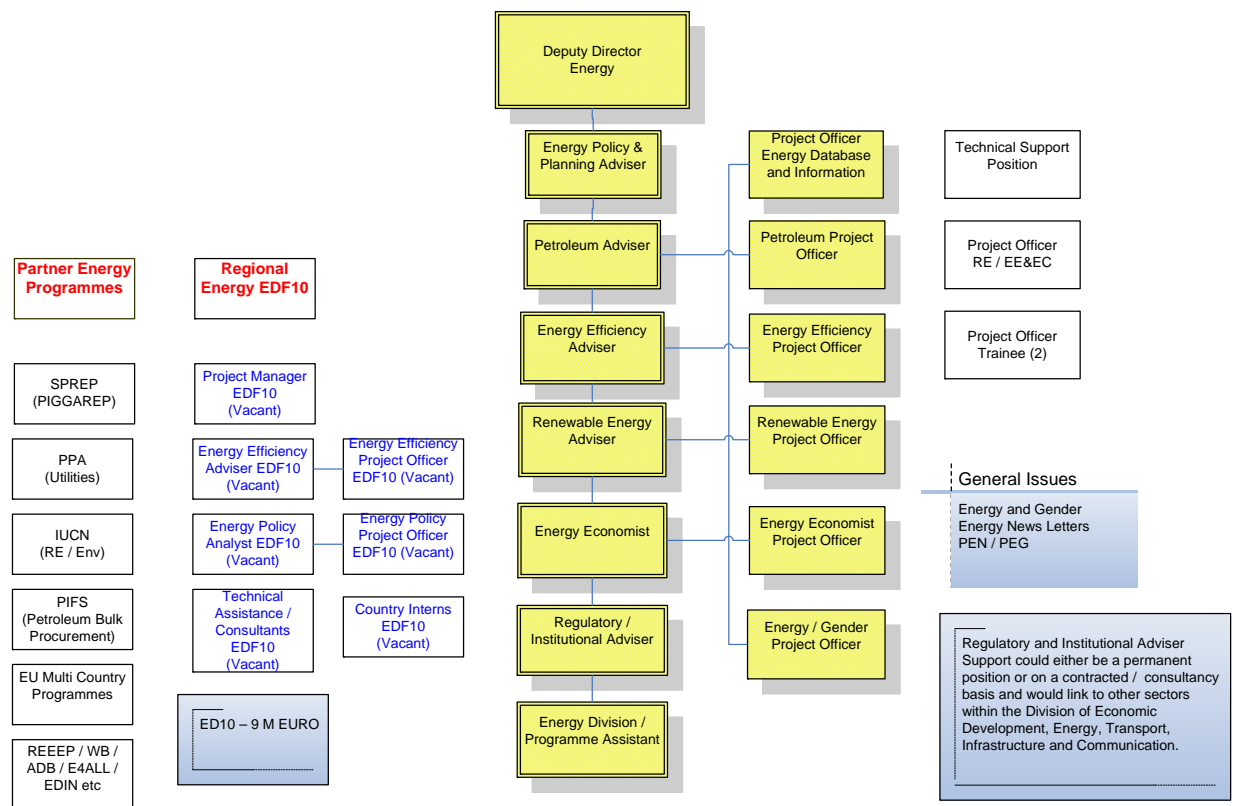 Deputy Director
Energy
Energy Policy &
Planning Adviser
Project Officer
Energy Database
and Information
Technical Support
Position
Petroleum Adviser
Petroleum Project
Officer
Project Officer
RE / EE&EC
Partner Energy
Programmes
Regional
Energy EDF10
Energy Efficiency
Adviser
Energy Efficiency
Project Officer
Project Officer
Trainee (2)
SPREP
(PIGGAREP)
Project Manager
EDF10
(Vacant)
Renewable Energy
Adviser
Renewable Energy
Project Officer
PPA
(Utilities)
Energy Efficiency
Adviser EDF10
(Vacant)
Energy Efficiency
Project Officer
EDF10 (Vacant)
General Issues
Energy and Gender
Energy News Letters
PEN / PEG
IUCN
(RE / Env)
Energy Policy
Analyst EDF10
(Vacant)
Energy Policy
Project Officer
EDF10 (Vacant)
Energy Economist
Energy Economist
Project Officer
PIFS
(Petroleum Bulk
Procurement)
Technical
Assistance /
Consultants
EDF10
(Vacant)
Country Interns
EDF10
(Vacant)
Regulatory /
Institutional Adviser
Energy / Gender
Project Officer
Regulatory and Institutional Adviser
Support could either be a permanent
position or on a contracted / consultancy
basis and would link to other sectors
within the Division of Economic
Development, Energy, Transport,
Infrastructure and Communication.
EU Multi Country
Programmes
ED10 – 9 M EURO
Energy Division /
Programme Assistant
REEEP / WB /
ADB / E4ALL /
EDIN etc